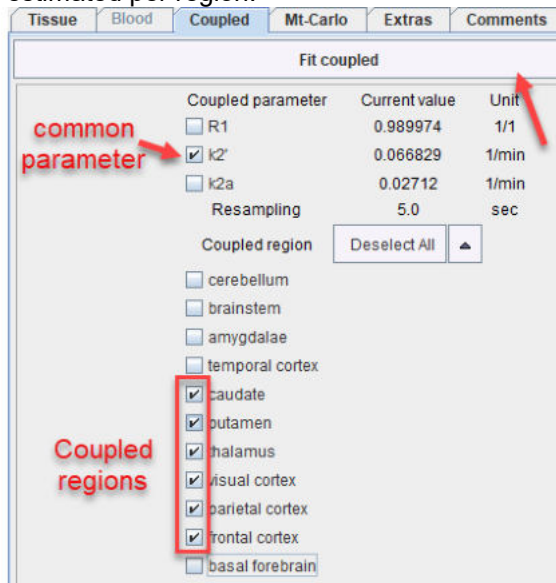 estimated per region.
Tissue Blood Coupled Mt-Carlo Extras Comments
Fit coupled
Coupled parameter Current value Unit
R1 0.989974 1/1
common parameter
k2' 0.066829 1/min
k2a 0.02712 1/min
Resampling 5.0 sec
Coupled region Deselect All
cerebellum
brainstem
amygdalae
temporal cortex
caudate
putamen
Coupled regions
thalamus
visual cortex
parietal cortex
frontal cortex
basal forebrain